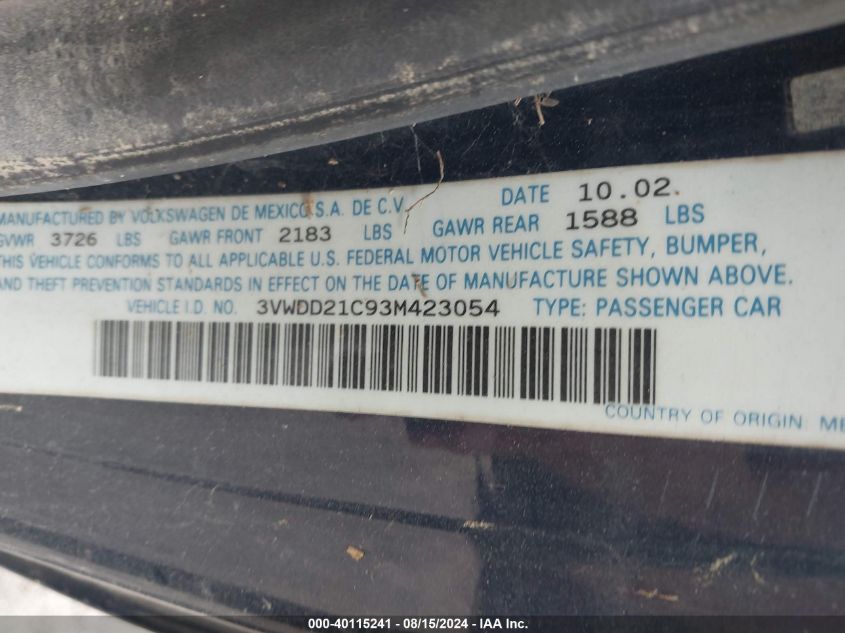 MANUFACTURED BY VOLKSWAGEN DE MEXICO S.A. DE C.V. DATE 10.02.
GVWR 3726 LBS GAWR FRONT 2183 LBS GAWR REAR 1588 LBS
THIS VEHICLE CONFORMS TO ALL APPLICABLE U.S. FEDERAL MOTOR VEHICLE SAFETY, BUMPER,
AND THEFT PREVENTION STANDARDS IN EFFECT ON THE DATE OF MANUFACTURE SHOWN ABOVE.
VEHICLE I.D. NO. 3VWDD21C93M423054 TYPE: PASSENGER CAR
COUNTRY OF ORIGIN
000-40115241 - 08/15/2024 - IAA Inc.